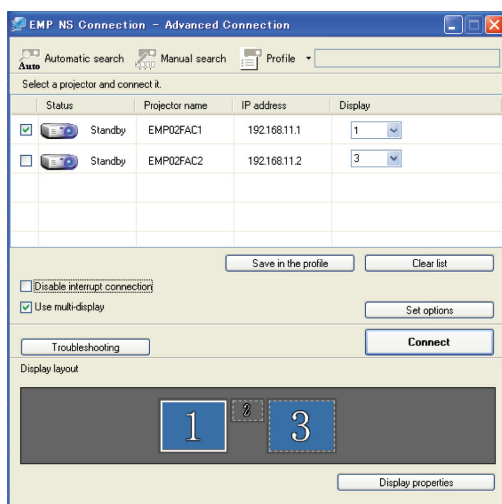 EMP NS Connection - Advanced Connection
Auto Automatic search Manual search Profile
Select a projector and connect it.
Status Projector name IP address Display
Standby EMP02FAC1 192.168.11.1 1
Standby EMP02FAC2 192.168.11.2 3
Save in the profile Clear list
Disable interrupt connection
Use multi-display
Set options
Troubleshooting Connect
Display layout
1 2 3
Display properties